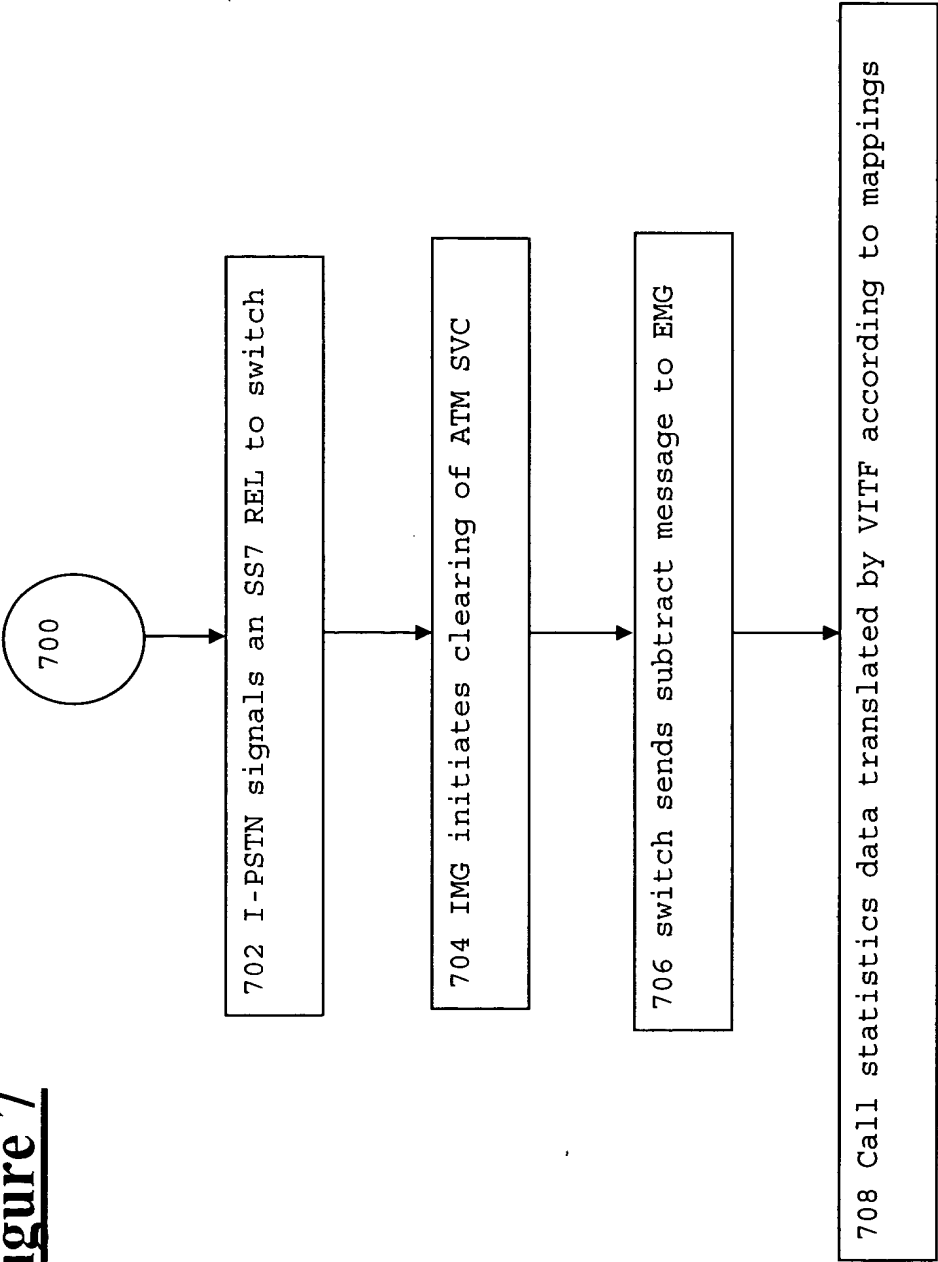 igure 7
700
702 I-PSTN signals an SS7 REL to switch
704 IMG initiates clearing of ATM SVC
706 switch sends subtract message to EMG
708 Call statistics data translated by VITF according to mappings